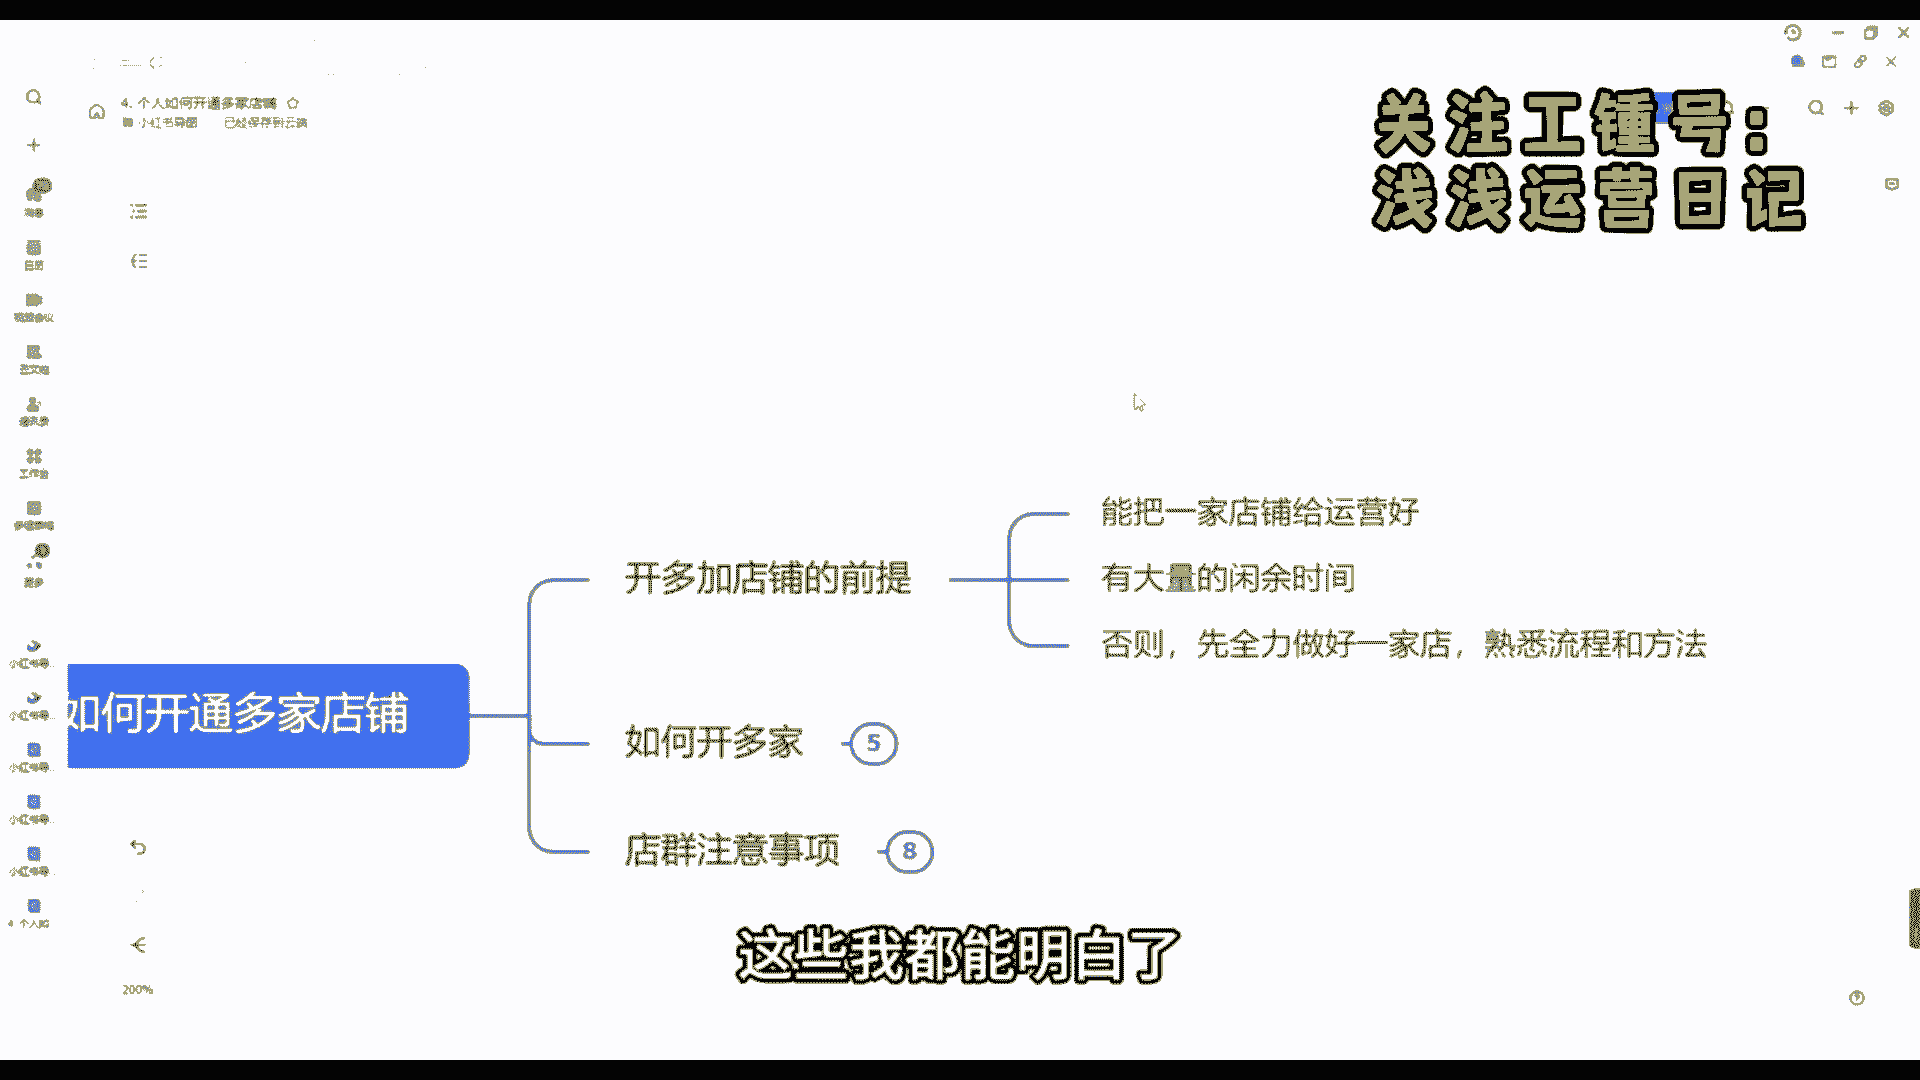 4. 个人如何开通多家店铺
小红书导图 已经保存到云端
关注工锺号：
浅浅运营日记
能把一家店铺给运营好
开多加店铺的前提
有大量的闲余时间
否则，先全力做好一家店，熟悉流程和方法
如何开通多家店铺
如何开多家 5
店群注意事项 8
这些我都能明白了
200%